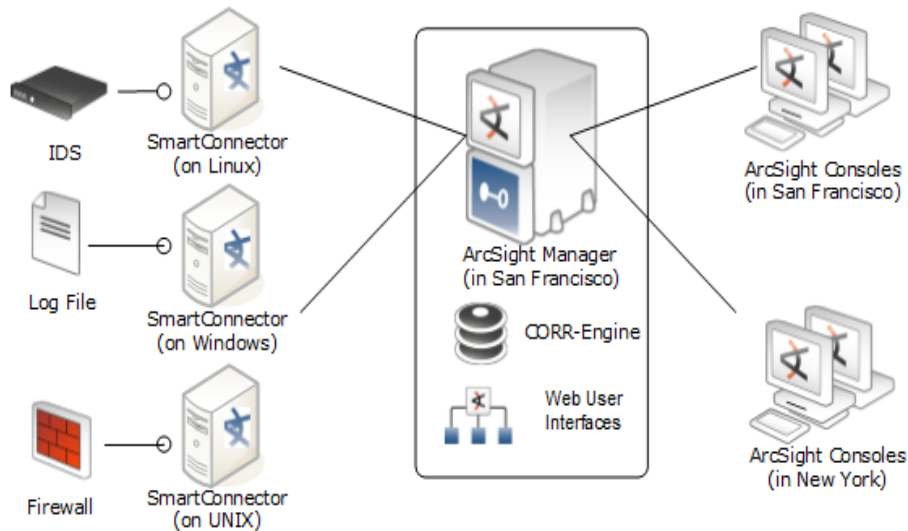 IDS
SmartConnector
(on Linux)
Log File
SmartConnector
(on Windows)
Firewall
SmartConnector
(on UNIX)
ArcSight Manager
(in San Francisco)
CORR-Engine
Web User
Interfaces
ArcSight Consoles
(in San Francisco)
ArcSight Consoles
(in New York)